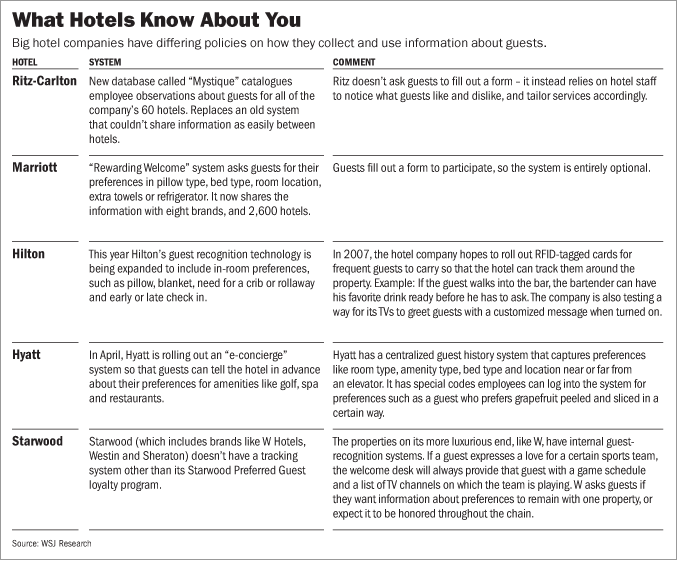 What Hotels Know About You
Big hotel companies have differing policies on how they collect and use information about guests.
HOTEL SYSTEM COMMENT
Ritz-Carlton
New database called “Mystique” catalogues
employee observations about guests for all of the
company’s 60 hotels. Replaces an old system
that couldn’t share information as easily between
hotels.
Ritz doesn’t ask guests to fill out a form – it instead relies on hotel staff
to notice what guests like and dislike, and tailor services accordingly.
Marriott
“Rewarding Welcome” system asks guests for their
preferences in pillow type, bed type, room location,
extra towels or refrigerator. It now shares the
information with eight brands, and 2,600 hotels.
Guests fill out a form to participate, so the system is entirely optional.
Hilton
This year Hilton’s guest recognition technology is
being expanded to include in-room preferences,
such as pillow, blanket, need for a crib or rollaway
and early or late check in.
In 2007, the hotel company hopes to roll out RFID-tagged cards for
frequent guests to carry so that the hotel can track them around the
property. Example: If the guest walks into the bar, the bartender can have
his favorite drink ready before he has to ask. The company is also testing a
way for its TVs to greet guests with a customized message when turned on.
Hyatt
In April, Hyatt is rolling out an “e-concierge”
system so that guests can tell the hotel in advance
about their preferences for amenities like golf, spa
and restaurants.
Hyatt has a centralized guest history system that captures preferences
like room type, amenity type, bed type and location near or far from
an elevator. It has special codes employees can log into the system for
preferences such as a guest who prefers grapefruit peeled and sliced in a
certain way.
Starwood
Starwood (which includes brands like W Hotels,
Westin and Sheraton) doesn’t have a tracking
system other than its Starwood Preferred Guest
loyalty program.
The properties on its more luxurious end, like W, have internal guest-
recognition systems. If a guest expresses a love for a certain sports team,
the welcome desk will always provide that guest with a game schedule
and a list of TV channels on which the team is playing. W asks guests if
they want information about preferences to remain with one property, or
expect it to be honored throughout the chain.
Source: WSJ Research